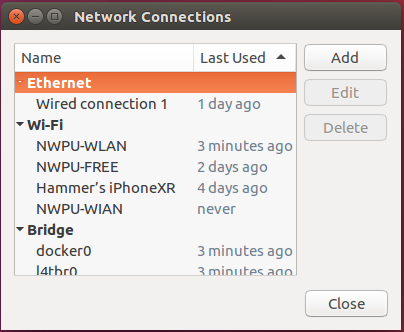 Network Connections
Name Last Used
Ethernet
Wired connection 1 1 day ago
Wi-Fi
NWPU-WLAN 3 minutes ago
NWPU-FREE 2 days ago
Hammer's iPhoneXR 4 days ago
NWPU-WIAN never
Bridge
docker0 3 minutes ago
l4tbr0 3 minutes ago
Add
Edit
Delete
Close